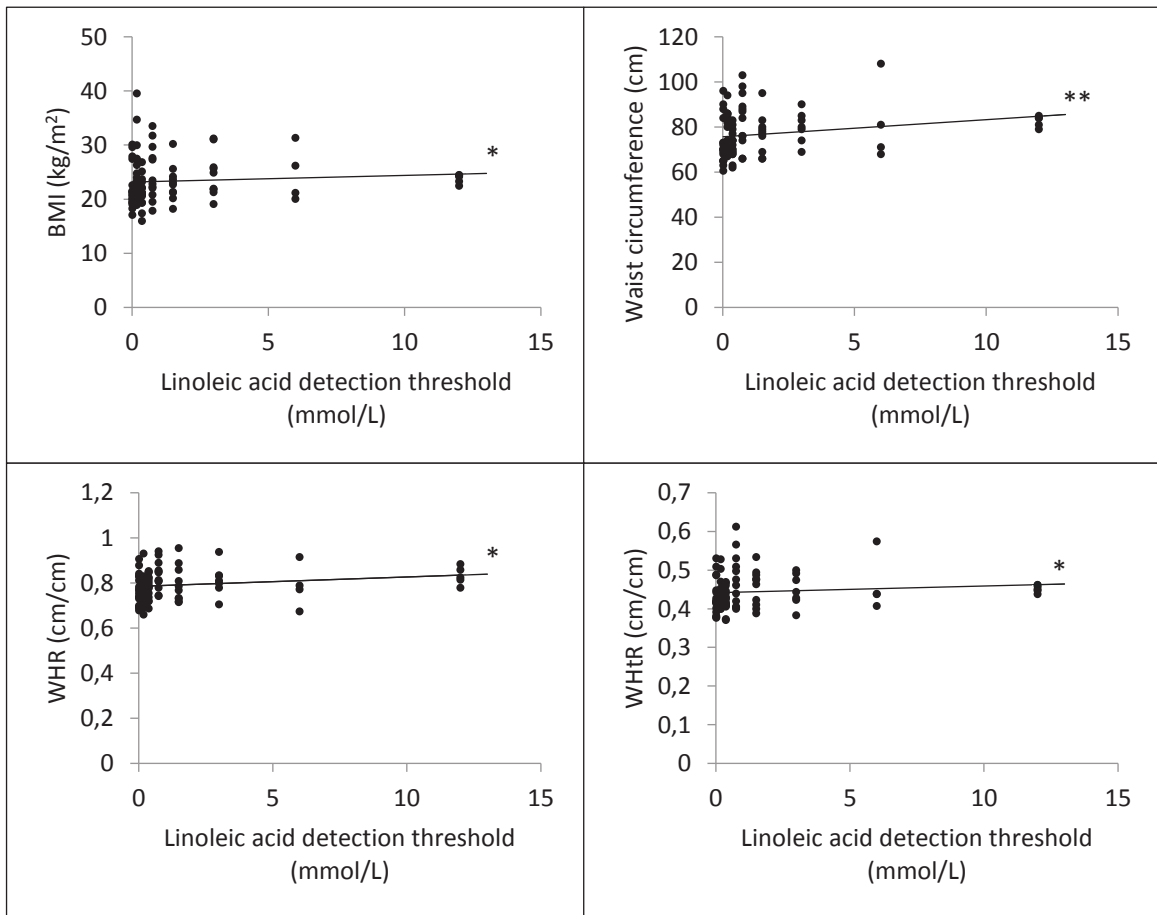 50
40
30
20
10
0
BMI (kg/m²)
*
0 5 10 15
Linoleic acid detection threshold
(mmol/L)
120
100
80
60
40
20
0
Waist circumference (cm)
**
0 5 10 15
Linoleic acid detection threshold
(mmol/L)
1,2
1
0,8
0,6
0,4
0,2
0
WHR (cm/cm)
*
0 5 10 15
Linoleic acid detection threshold
(mmol/L)
0,7
0,6
0,5
0,4
0,3
0,2
0,1
0
WHtR (cm/cm)
*
0 5 10 15
Linoleic acid detection threshold
(mmol/L)